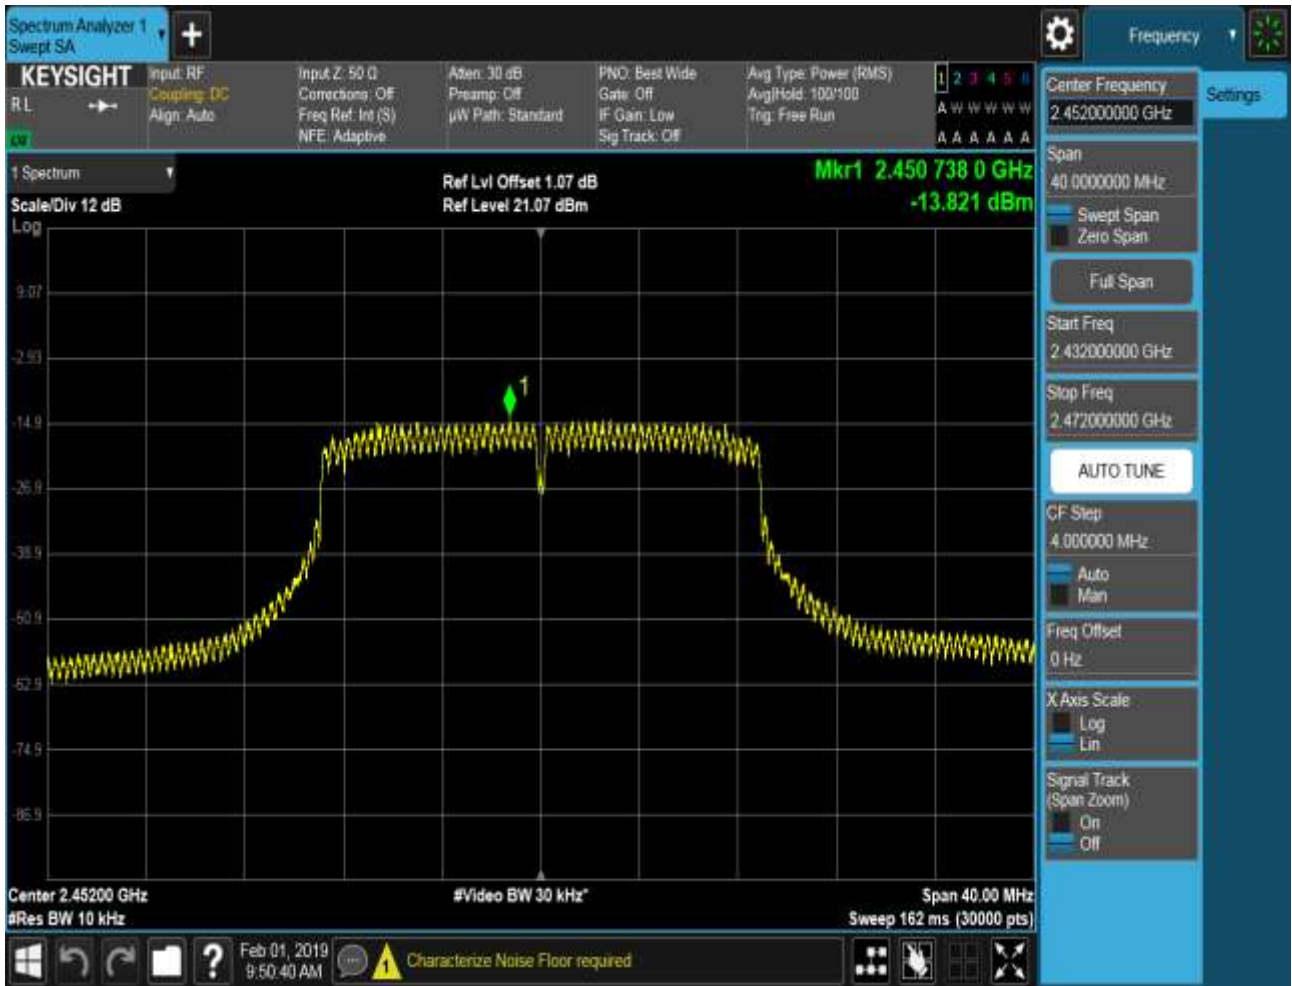 Spectrum Analyzer 1
Swept SA
Frequency
KEYSIGHT
Input: RF
Coupling: DC
Align: Auto
Input Z: 50 Ω
Corrections: Off
Freq Ref: Int (S)
NFE: Adaptive
Atten: 30 dB
Preamp: Off
µW Path: Standard
PNO: Best Wide
Gate: Off
IF Gain: Low
Sig Track: Off
Avg Type: Power (RMS)
Avg|Hold: 100/100
Trig: Free Run
1 2 3 4 5 6
A W W W W W
A A A A A A
R L
LXI
1 Spectrum
Scale/Div 12 dB
Log
Ref Lvl Offset 1.07 dB
Ref Level 21.07 dBm
Mkr1 2.450 738 0 GHz
-13.821 dBm
9.07
-2.93
-14.9
-26.9
-38.9
-50.9
-62.9
-74.9
-86.9
1
Center 2.45200 GHz
#Res BW 10 kHz
#Video BW 30 kHz*
Span 40.00 MHz
Sweep 162 ms (30000 pts)
Center Frequency
2.452000000 GHz
Settings
Span
40.0000000 MHz
Swept Span
Zero Span
Full Span
Start Freq
2.432000000 GHz
Stop Freq
2.472000000 GHz
AUTO TUNE
CF Step
4.000000 MHz
Auto
Man
Freq Offset
0 Hz
X Axis Scale
Log
Lin
Signal Track
(Span Zoom)
On
Off
Feb 01, 2019
9:50:40 AM
1
Characterize Noise Floor required